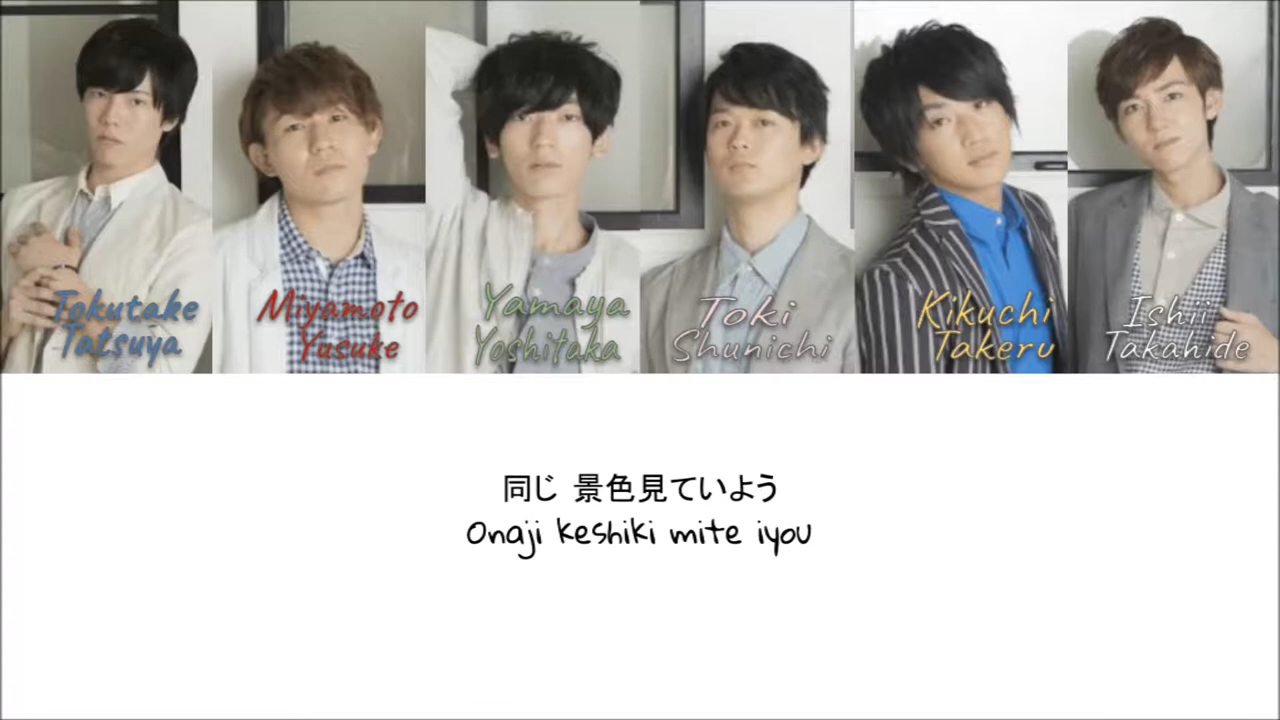 Tokutake
Tatsuya
Miyamoto
Yusuke
Yamaya
Yoshitaka
Toki
Shunichi
Kikuchi
Takeru
Ishii
Takahide
同じ 景色見ていよう
Onaji keshiki mite iyou